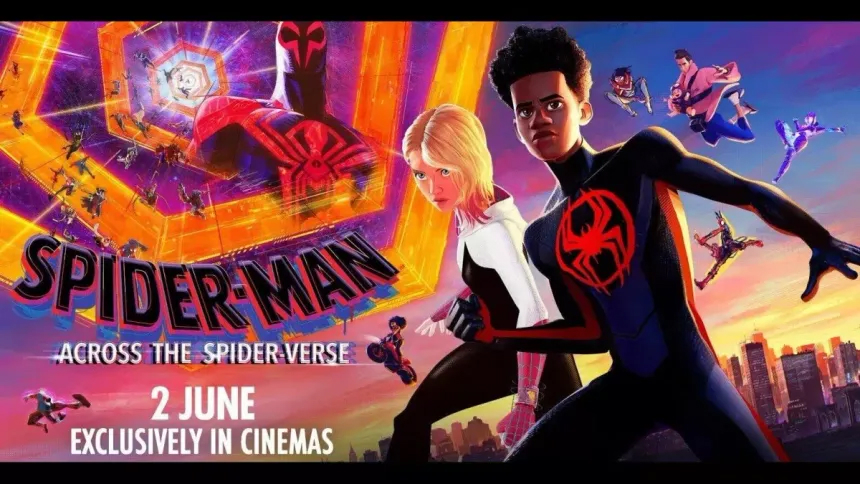 SPIDER-MAN
ACROSS THE SPIDER-VERSE
2 JUNE
EXCLUSIVELY IN CINEMAS